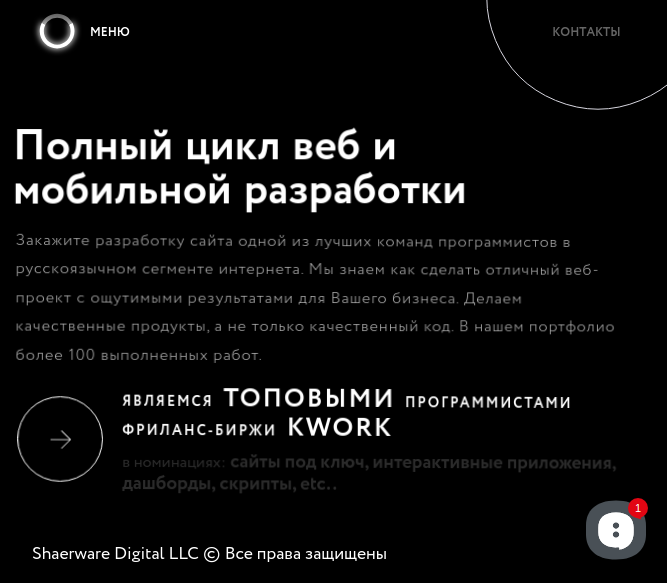 МЕНЮ
КОНТАКТЫ
Полный цикл веб и
мобильной разработки
Закажите разработку сайта одной из лучших команд программистов в
русскоязычном сегменте интернета. Мы знаем как сделать отличный веб-
проект с ощутимыми результатами для Вашего бизнеса. Делаем
качественные продукты, а не только качественный код. В нашем портфолио
более 100 выполненных работ.
ЯВЛЯЕМСЯ ТОПОВЫМИ ПРОГРАММИСТАМИ
ФРИЛАНС-БИРЖИ KWORK
в номинациях: сайты под ключ, интерактивные приложения,
дашборды, скрипты, etc..
1
Shaerware Digital LLC © Все права защищены